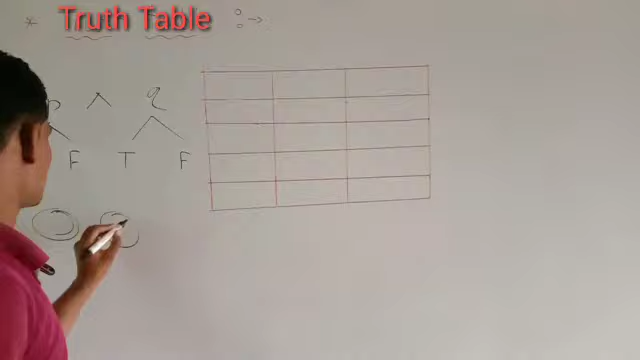 * Truth Table :→
p ∧ q
F T F